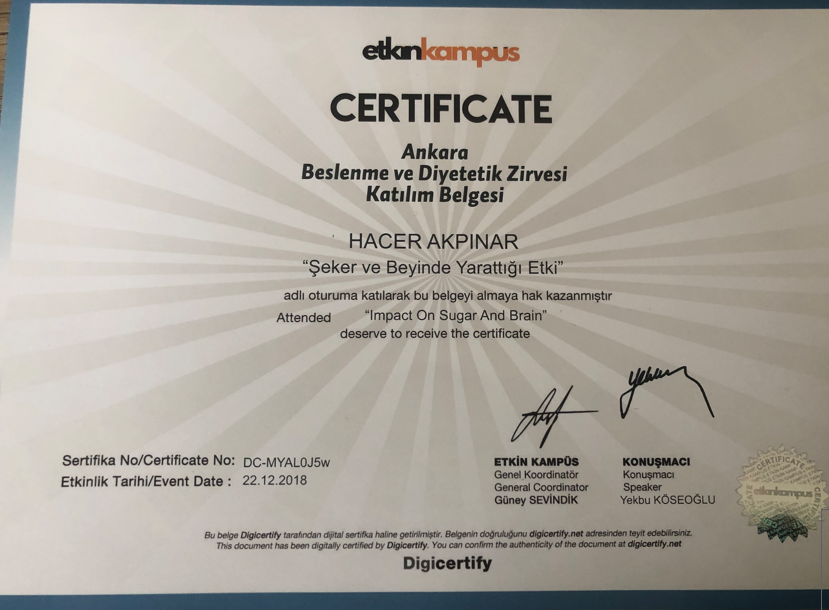 etkinkampus
CERTIFICATE
Ankara
Beslenme ve Diyetetik Zirvesi
Katılım Belgesi
HACER AKPINAR
“Şeker ve Beyinde Yarattığı Etki”
adlı oturuma katılarak bu belgeyi almaya hak kazanmıştır
Attended “Impact On Sugar And Brain”
deserve to receive the certificate
Sertifika No/Certificate No: DC-MYAL0J5w
Etkinlik Tarihi/Event Date : 22.12.2018
ETKİN KAMPÜS
Genel Koordinatör
General Coordinator
Güney SEVİNDİK
KONUŞMACI
Konuşmacı
Speaker
Yekbu KÖSEOĞLU
CERTIFICATE
etkinkampus
Bu belge Digicertify tarafından dijital sertifka haline getirilmiştir. Belgenin doğruluğunu digicertify.net adresinden teyit edebilirsiniz.
This document has been digitally certified by Digicertify. You can confirm the authenticity of the document at digicertify.net
Digicertify